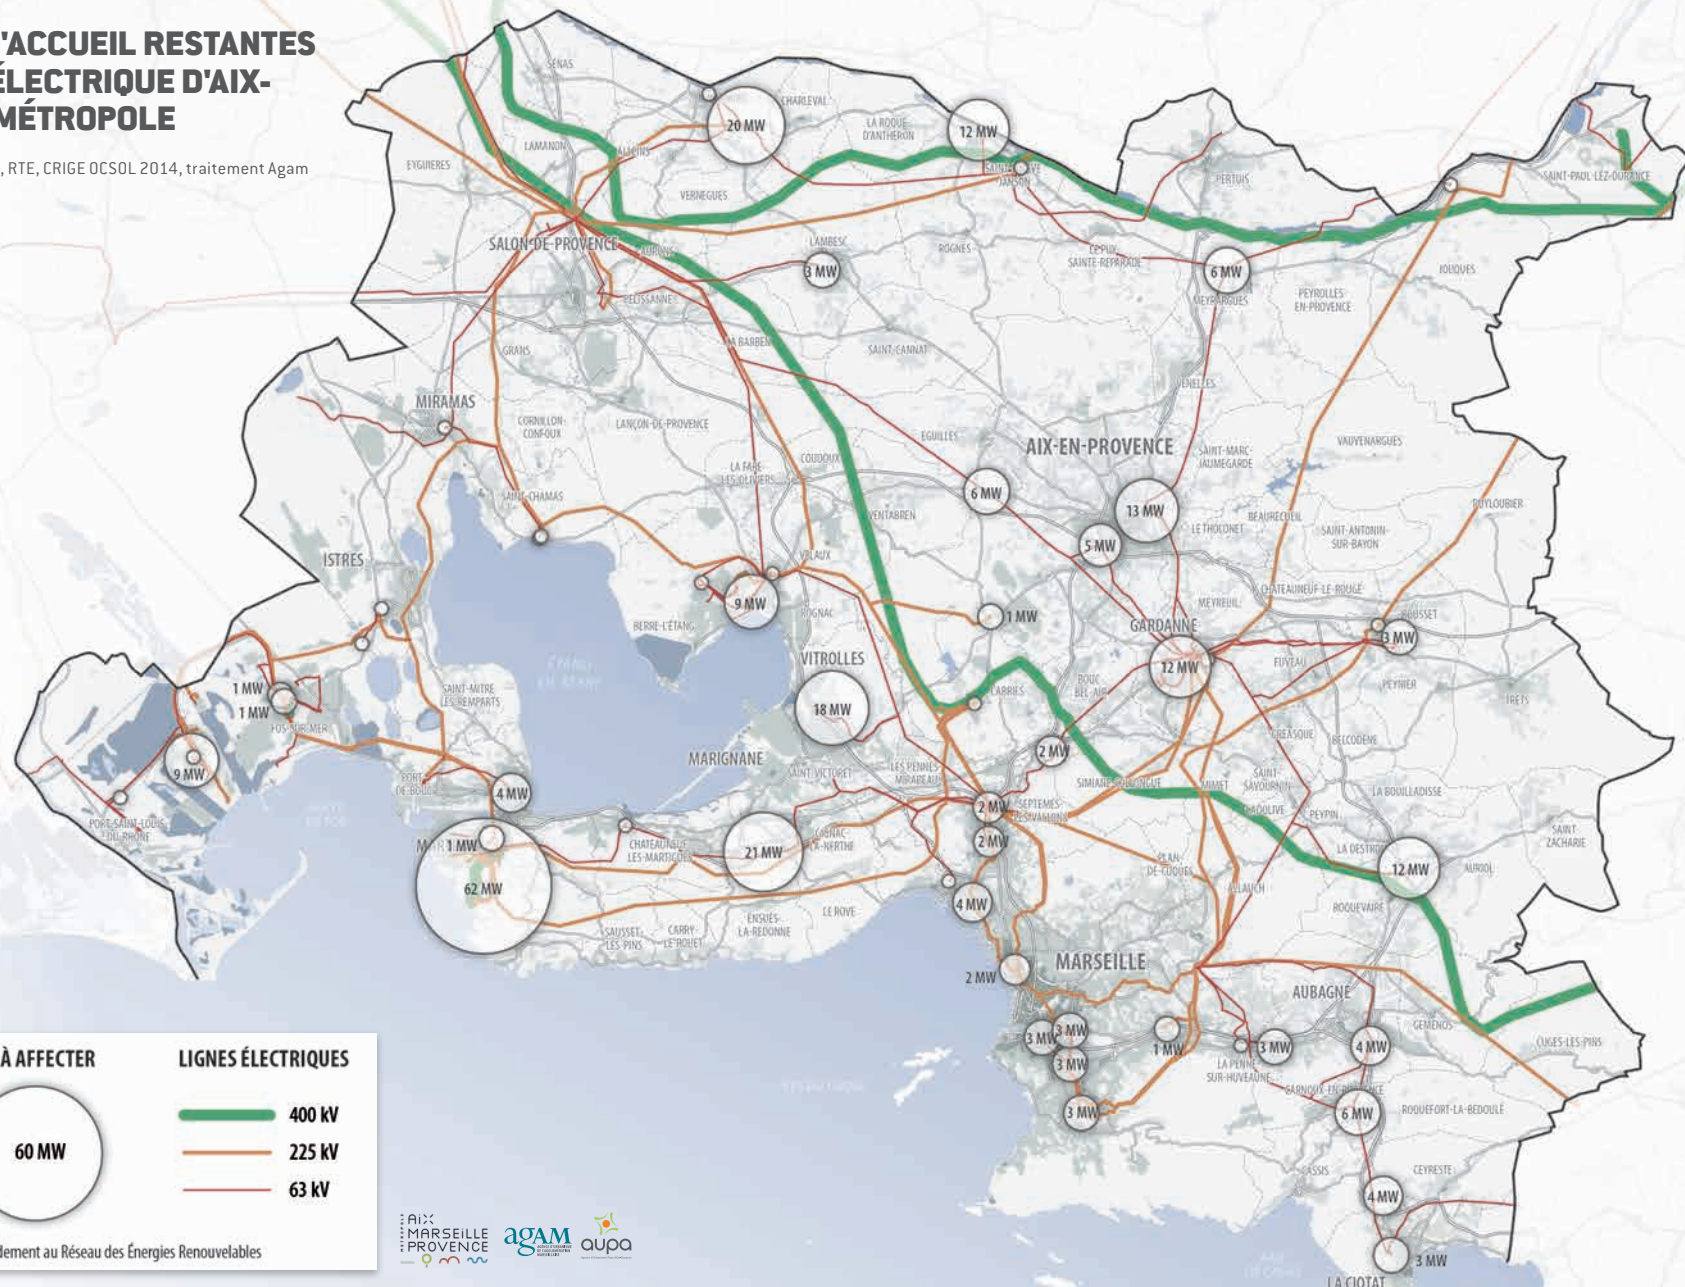 'ACCUEIL RESTANTES
ÉLECTRIQUE D'AIX-
MÉTROPOLE
, RTE, CRIGE OCSOL 2014, traitement Agam
SÉNAS
CHARLEVAL
20 MW
LA ROQUE
D'ANTHERON
12 MW
LAMANON
ALLEINS
EYGUIERES
VERNEGUES
JANSON
PERTUIS
SAINT-PAUL-LEZ-DURANCE
SALON-DE-PROVENCE
AURONS
LAMBESC
3 MW
ROGNES
LE PUY-
SAINTE-REPARADE
6 MW
MEYRARGUES
PEYROLLES-
EN-PROVENCE
JOUQUES
PELISSANNE
LA BARBEN
GRANS
SAINT-CANNAT
VENELLES
MIRAMAS
CORNILLON-
CONFOUX
LANÇON-DE-PROVENCE
EGUILLES
AIX-EN-PROVENCE
SAINT-MARC-
JAUMEGARDE
VAUVENARGUES
COUDOUX
LA FARE-
LES-OLIVIERS
6 MW
13 MW
SAINT-CHAMAS
VENTABREN
LE THOLONET
BEAURECUEIL
SAINT-ANTONIN-
SUR-BAYON
PUYLOUBIER
5 MW
ISTRES
VELAUX
CHATEAUNEUF-LE-ROUGE
9 MW
ROGNAC
1 MW
MEYREUIL
GARDANNE
ROUSSET
3 MW
BERRE-L'ÉTANG
VITROLLES
12 MW
FUVEAU
PEYNIER
TRETS
1 MW
1 MW
FOS-SUR-MER
SAINT-MITRE
LES-REMPARTS
18 MW
CABRIES
BOUC
BEL-AIR
2 MW
GREASQUE
BELCODENE
9 MW
MARIGNANE
SAINT-VICTORET
LES PENNES
MIRABEAU
SIMIANE-COLLONGUE
MIMET
SAINT-
SAVOURNIN
LA BOUILLADISSE
PORT-
DE-BOUC
4 MW
2 MW
SEPTEMES
LES-VALLONS
CADOLIVE
PEYPIN
PORT-SAINT-LOUIS
DU-RHÔNE
1 MW
CHATEAUNEUF
LES-MARTIGUES
21 MW
GIGNAC
LA-NERTHE
2 MW
PLAN-
DE-CUQUES
LA DESTROUSSE
SAINT
ZACHARIE
12 MW
AURIOL
62 MW
ALLAUCH
4 MW
ROQUEVAIRE
SAUSSET-
LES-PINS
CARRY-
LE-ROUET
ENSUÈS-
LA-REDONNE
LE ROVE
MARSEILLE
2 MW
AUBAGNE
3 MW
3 MW
1 MW
3 MW
4 MW
GEMENOS
CUGES-LES-PINS
3 MW
LA PENNE-
SUR-HUVEAUNE
CARNOUX-EN-PROVENCE
3 MW
6 MW
ROQUEFORT-LA-BEDOULE
CASSIS
CEYRESTE
4 MW
3 MW
LA CIOTAT
À AFFECTER
60 MW
LIGNES ÉLECTRIQUES
400 kV
225 kV
63 kV
dement au Réseau des Énergies Renouvelables
AIX
MARSEILLE
PROVENCE
agAM
aupa